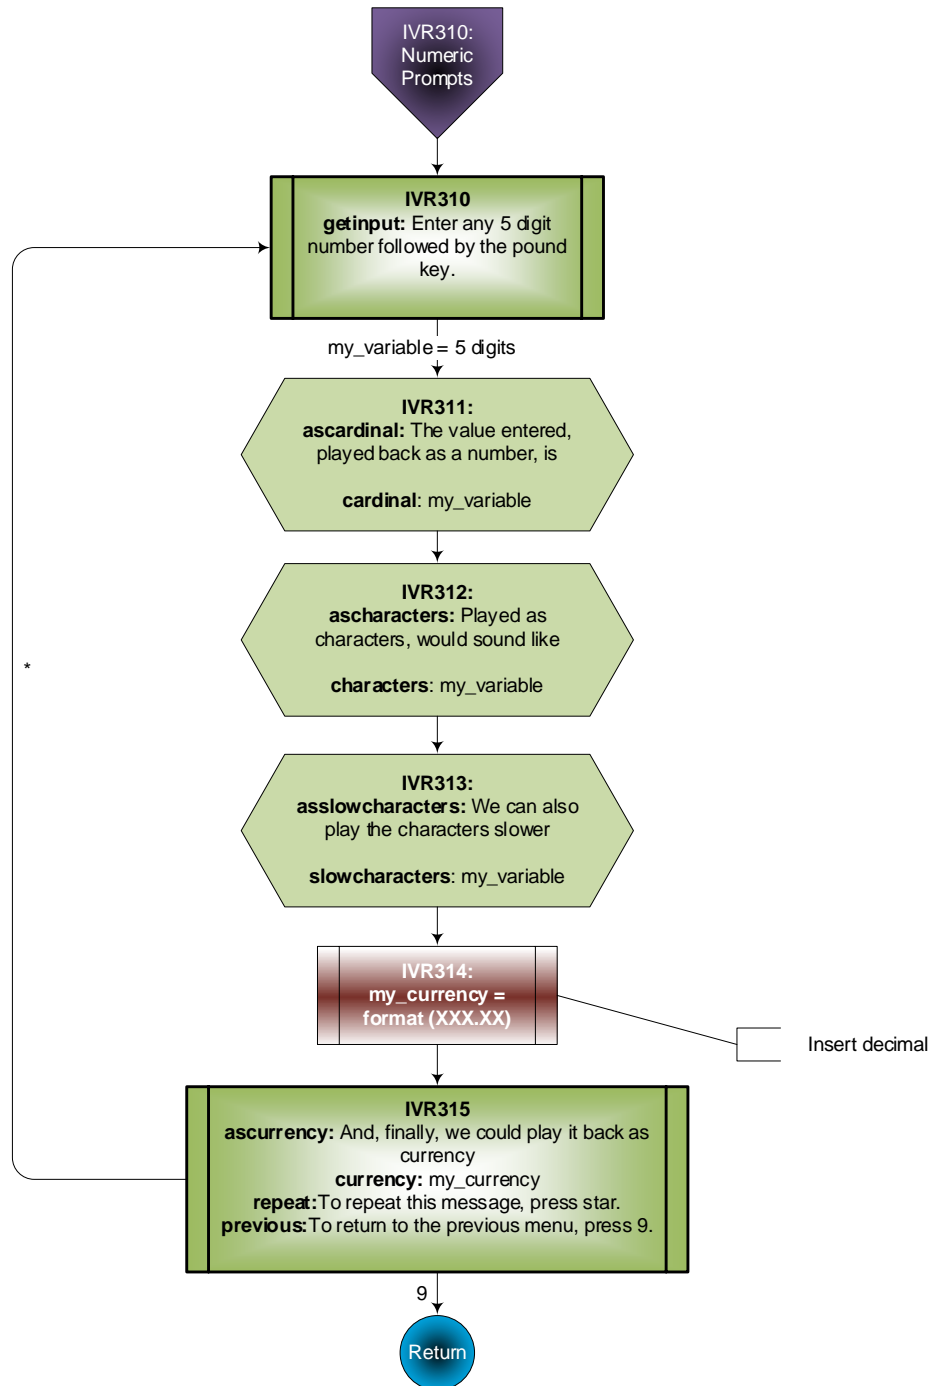 IVR310:
Numeric
Prompts
IVR310
getinput: Enter any 5 digit
number followed by the pound
key.
my_variable = 5 digits
IVR311:
ascardinal: The value entered,
played back as a number, is
cardinal: my_variable
IVR312:
ascharacters: Played as
characters, would sound like
characters: my_variable
*
IVR313:
asslowcharacters: We can also
play the characters slower
slowcharacters: my_variable
IVR314:
my_currency =
format (XXX.XX)
Insert decimal
IVR315
ascurrency: And, finally, we could play it back as
currency
currency: my_currency
repeat:To repeat this message, press star.
previous:To return to the previous menu, press 9.
9
Return